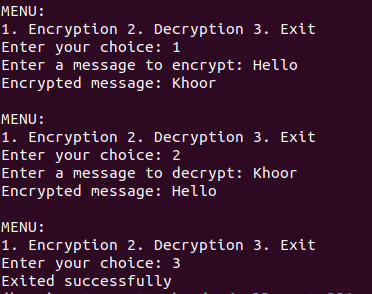 MENU:
1. Encryption 2. Decryption 3. Exit
Enter your choice: 1
Enter a message to encrypt: Hello
Encrypted message: Khoor
MENU:
1. Encryption 2. Decryption 3. Exit
Enter your choice: 2
Enter a message to decrypt: Khoor
Encrypted message: Hello
MENU:
1. Encryption 2. Decryption 3. Exit
Enter your choice: 3
Exited successfully